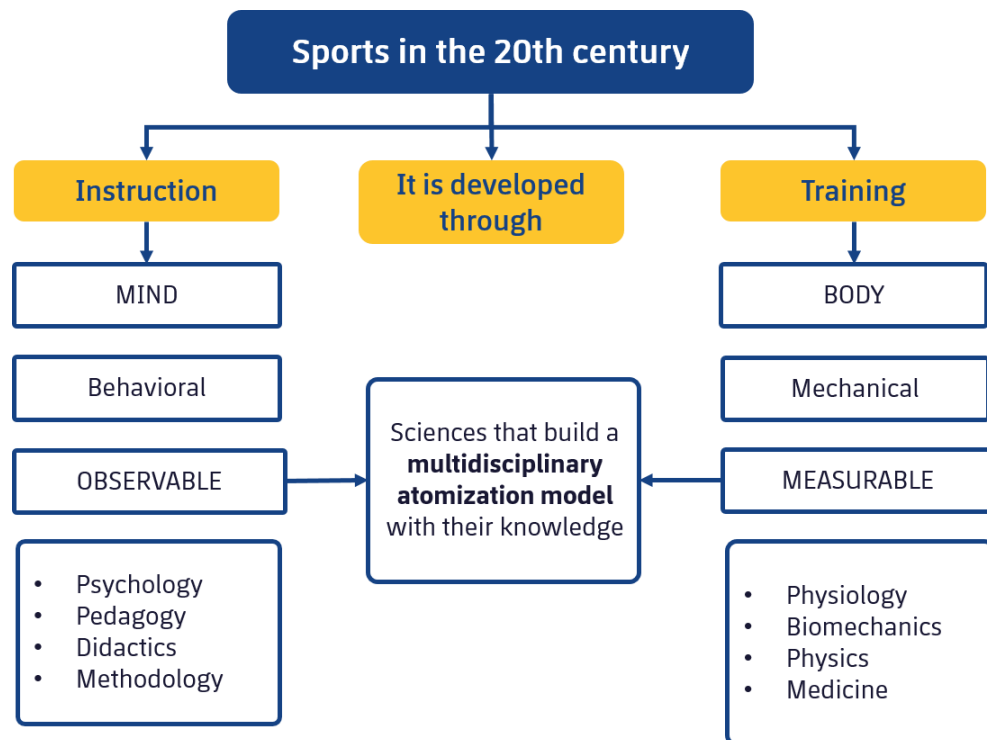 Sports in the 20th century
Instruction
It is developed
through
Training
MIND
BODY
Behavioral
Mechanical
Sciences that build a
multidisciplinary
atomization model
with their knowledge
OBSERVABLE
MEASURABLE
• Psychology
• Pedagogy
• Didactics
• Methodology
• Physiology
• Biomechanics
• Physics
• Medicine